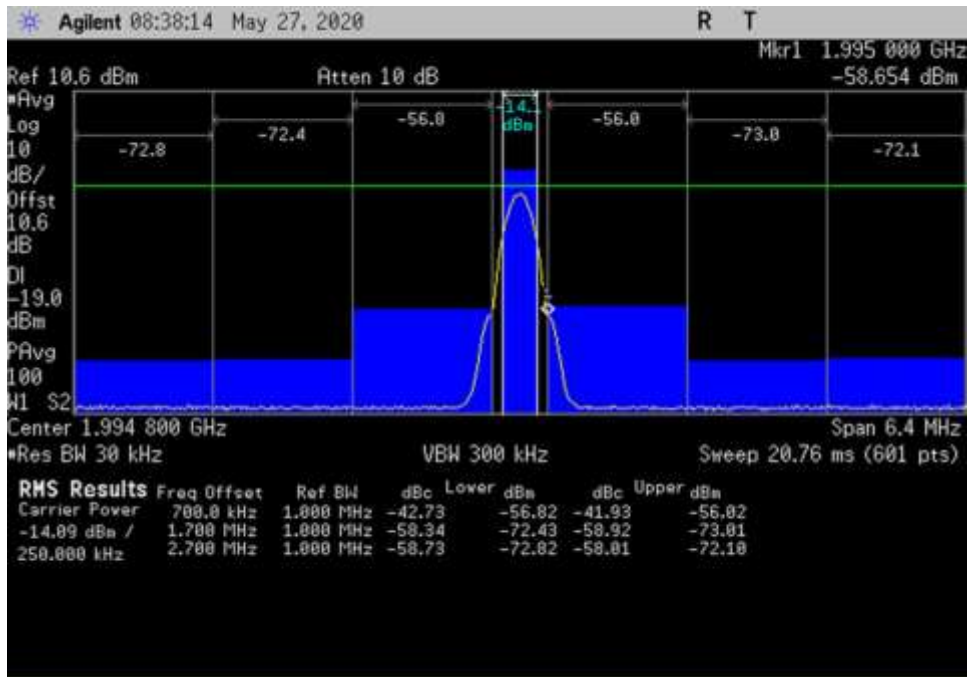 Agilent 08:38:14 May 27, 2020 R T
Mkr1 1.995 000 GHz
Ref 10.6 dBm Atten 10 dB -58.654 dBm
#Avg
Log
10
dB/
Offst
10.6
dB
DI
-19.0
dBm
PAvg
100
W1 S2
-72.8 -72.4 -56.8 -14.1 dBm -56.0 -73.0 -72.1
Center 1.994 800 GHz Span 6.4 MHz
#Res BW 30 kHz VBW 300 kHz Sweep 20.76 ms (601 pts)
RMS Results Freq Offset Ref BW dBc Lower dBm dBc Upper dBm
Carrier Power 700.0 kHz 1.000 MHz -42.73 -56.82 -41.93 -56.02
-14.09 dBm / 1.700 MHz 1.000 MHz -58.34 -72.43 -58.92 -73.01
250.000 kHz 2.700 MHz 1.000 MHz -58.73 -72.82 -58.01 -72.10